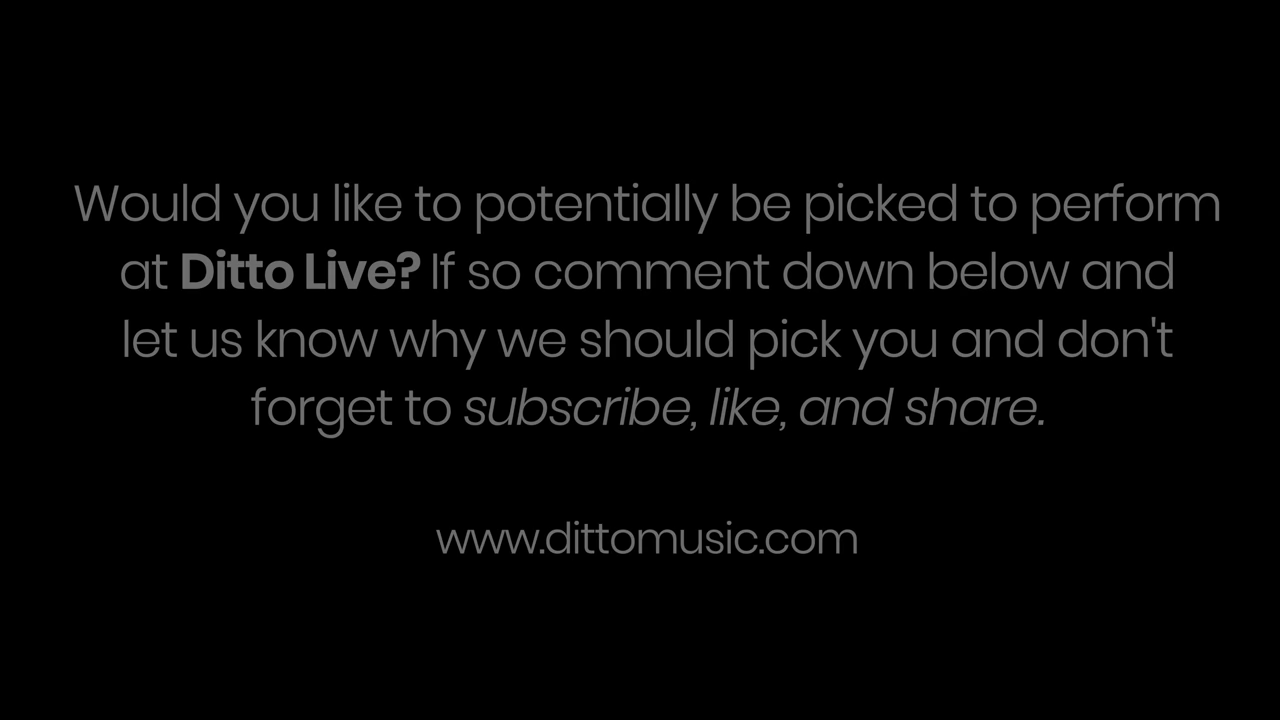 Would you like to potentially be picked to perform
at Ditto Live? If so comment down below and
let us know why we should pick you and don't
forget to subscribe, like, and share.
www.dittomusic.com